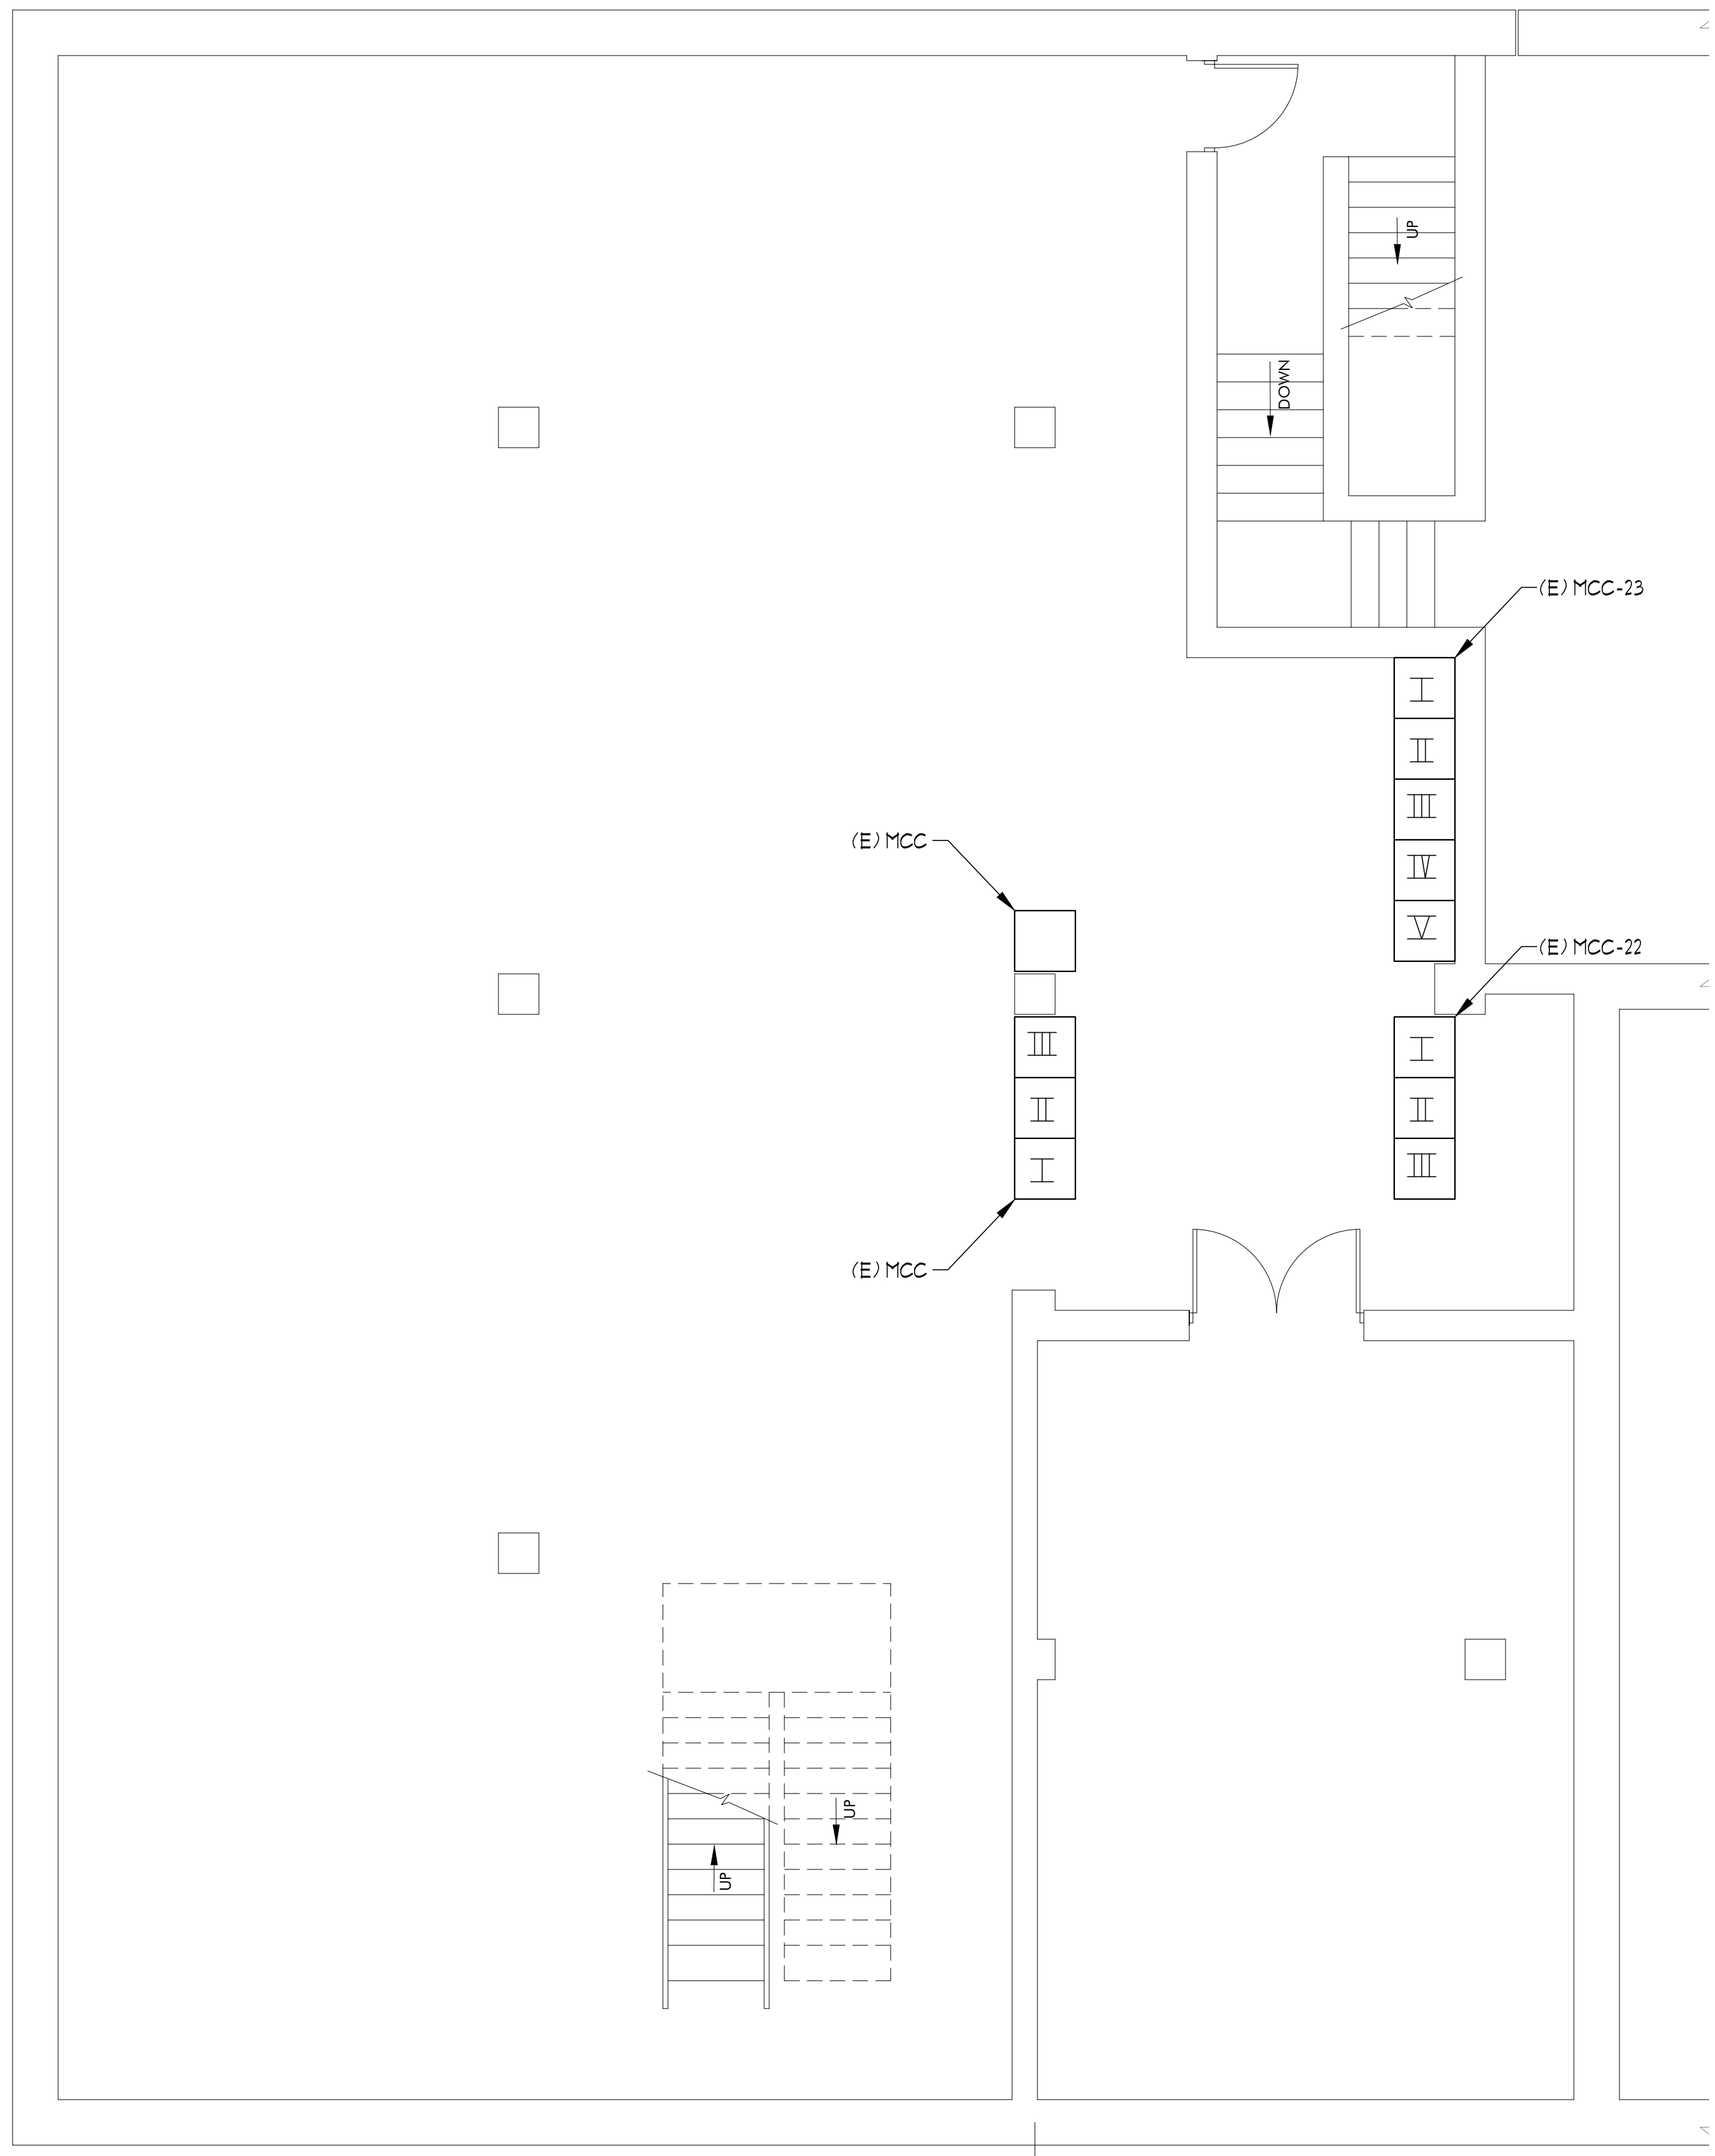 UP
DOWN
(E) MCC-23
I
II
III
IV
V
(E) MCC
(E) MCC-22
III
I
II
II
I
III
(E) MCC
UP
UP